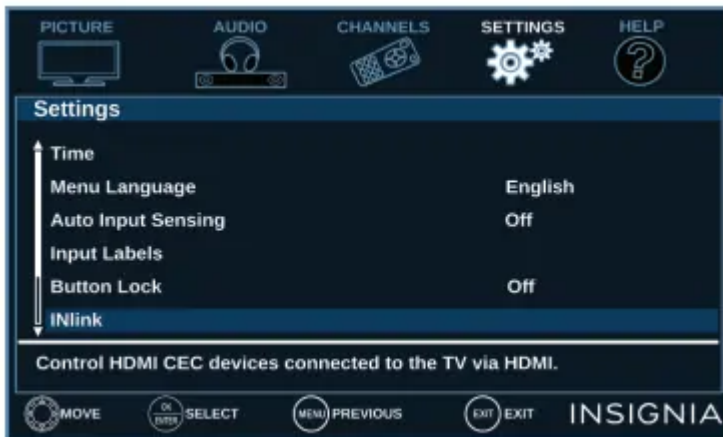 PICTURE AUDIO CHANNELS SETTINGS HELP
Settings
Time
Menu Language English
Auto Input Sensing Off
Input Labels
Button Lock Off
INlink
Control HDMI CEC devices connected to the TV via HDMI.
MOVE OK ENTER SELECT MENU PREVIOUS EXIT EXIT INSIGNIA